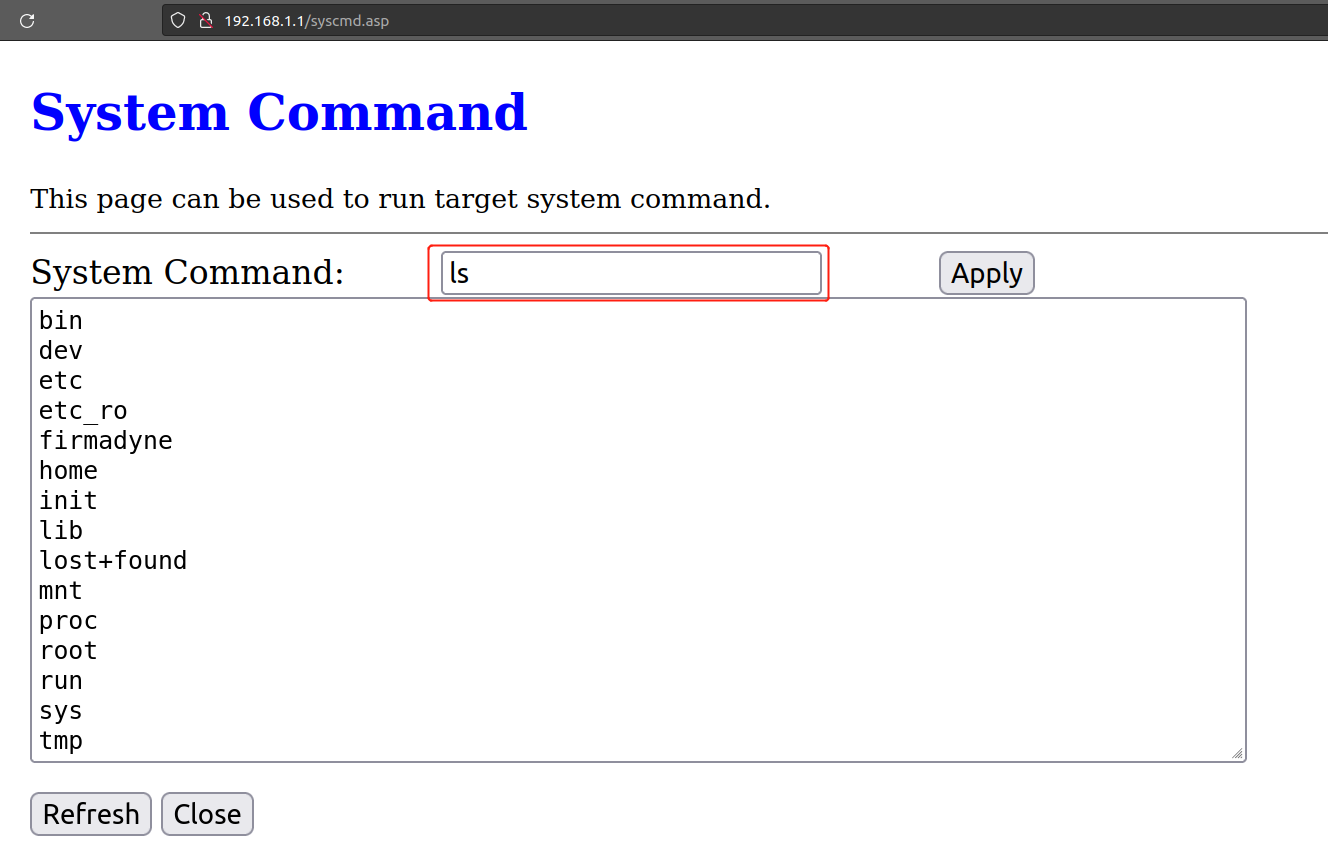 192.168.1.1/syscmd.asp
System Command
This page can be used to run target system command.
System Command: ls Apply
bin
dev
etc
etc_ro
firmadyne
home
init
lib
lost+found
mnt
proc
root
run
sys
tmp
Refresh Close